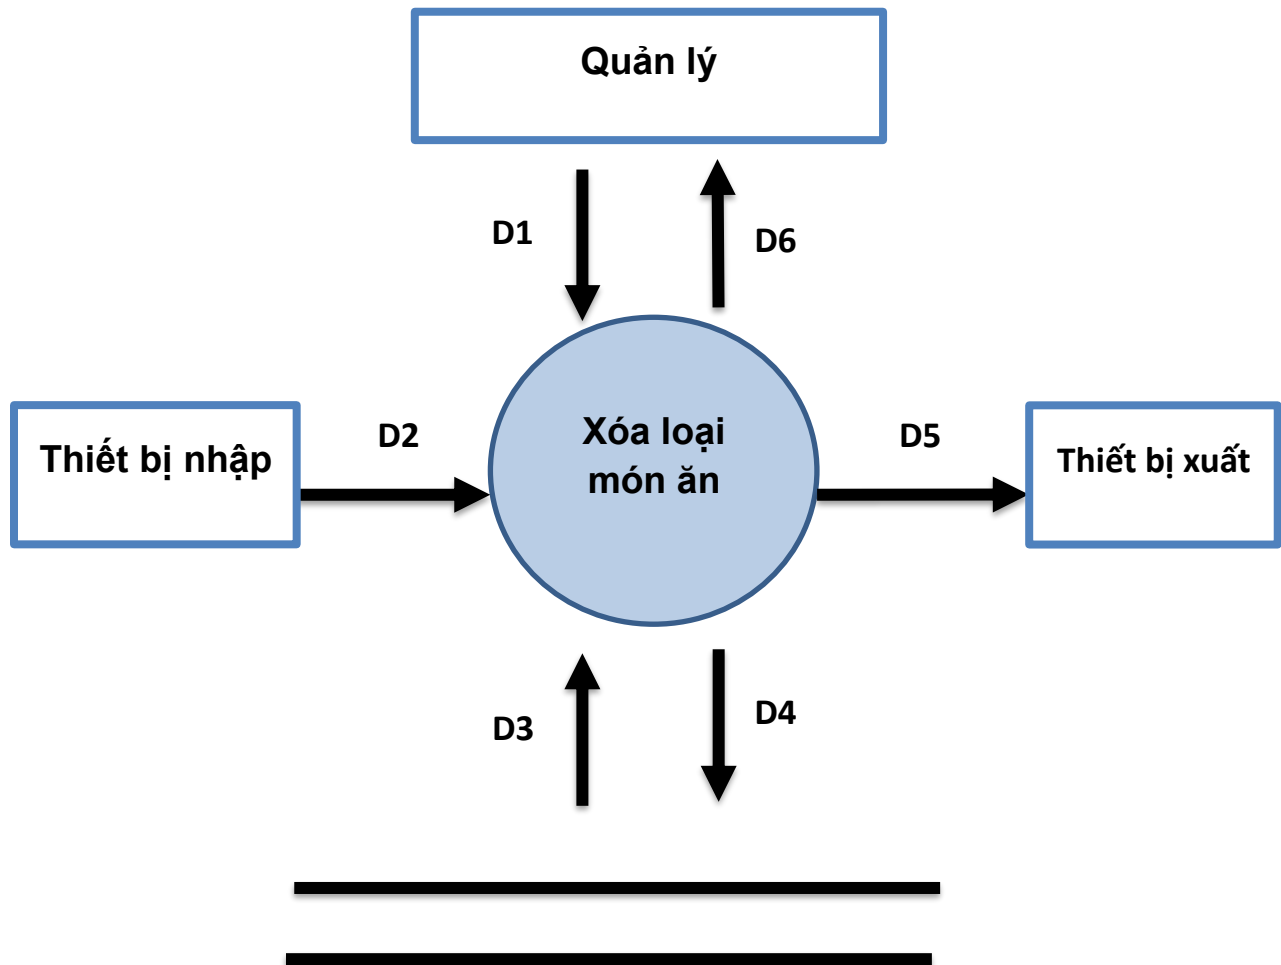 Quản lý
D1
D6
Thiết bị nhập
D2
Xóa loại
món ăn
D5
Thiết bị xuất
D3
D4